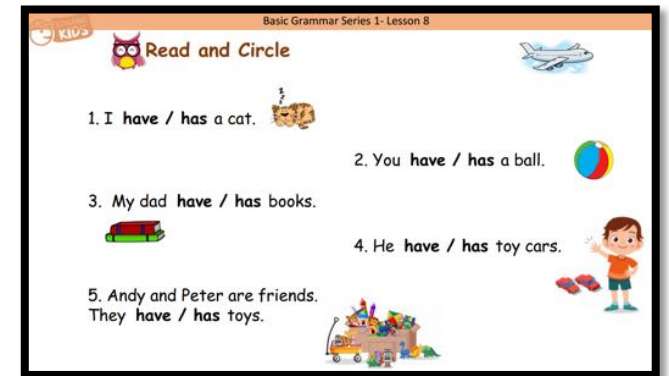 Basic Grammar Series 1- Lesson 8
KIDS
Read and Circle
1. I have / has a cat.
2. You have / has a ball.
3. My dad have / has books.
4. He have / has toy cars.
5. Andy and Peter are friends.
They have / has toys.